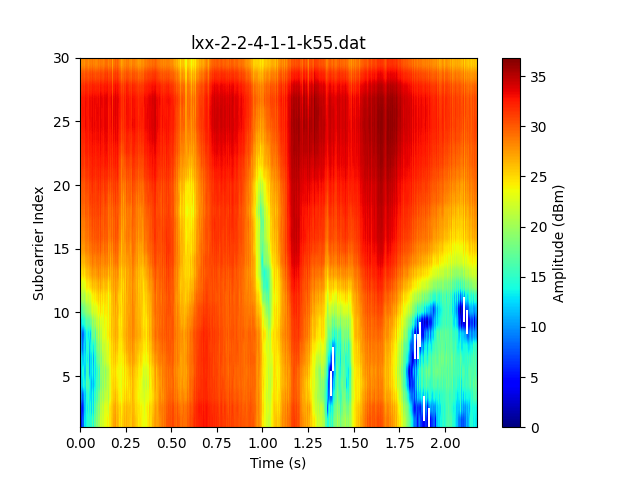 lxx-2-2-4-1-1-k55.dat
30
25
20
15
10
5
Subcarrier Index
0.00 0.25 0.50 0.75 1.00 1.25 1.50 1.75 2.00
Time (s)
35
30
25
20
15
10
5
0
Amplitude (dBm)